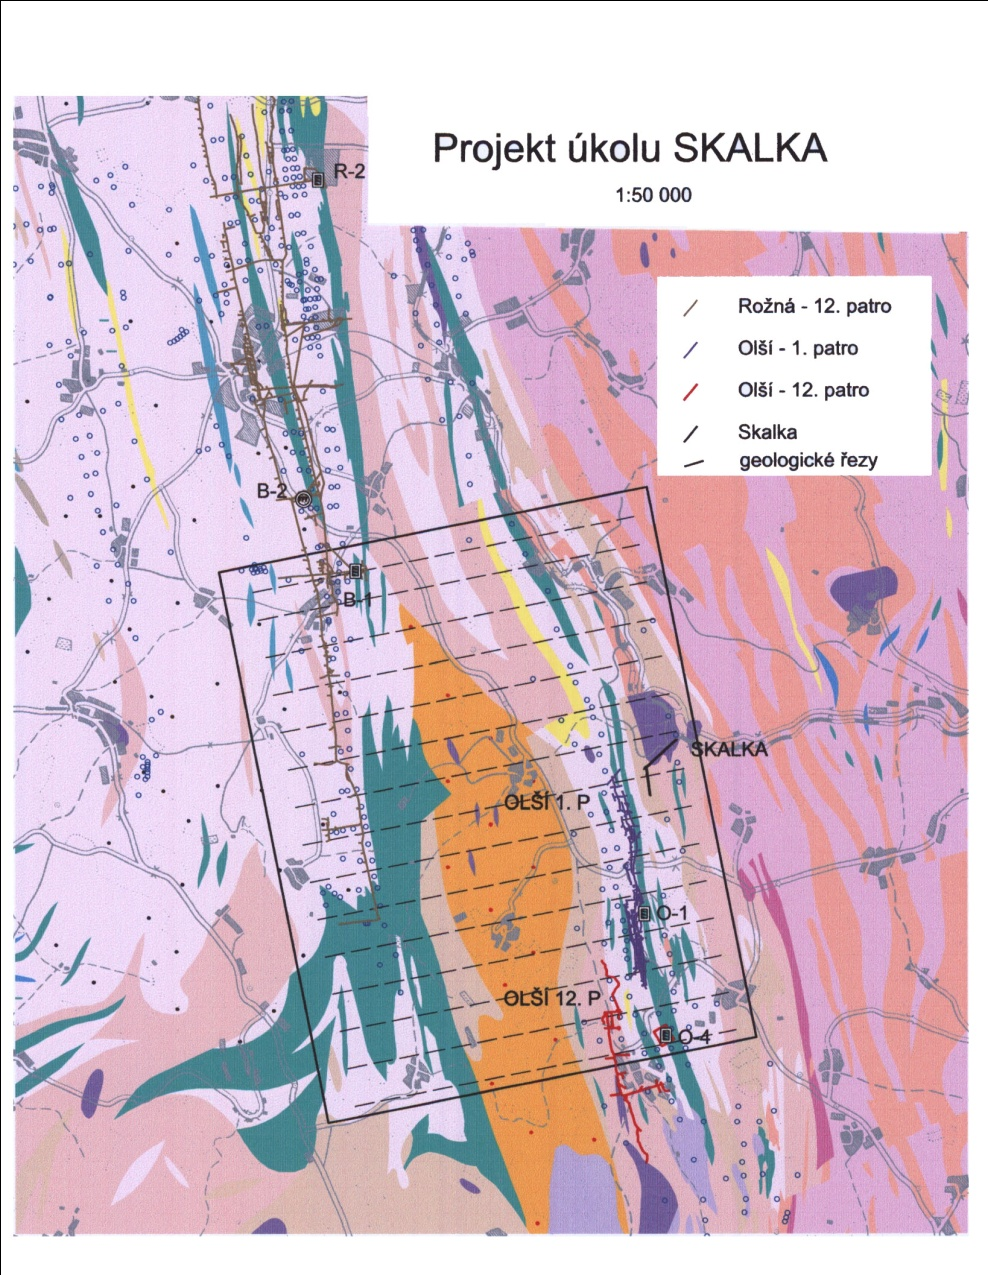 Projekt úkolu SKALKA
1:50 000
R-2
Rožná - 12. patro
Olší - 1. patro
Olší - 12. patro
Skalka
geologické řezy
B-2
B-1
SKALKA
OLŠÍ 1. P
O-1
OLŠÍ 12. P
O-4